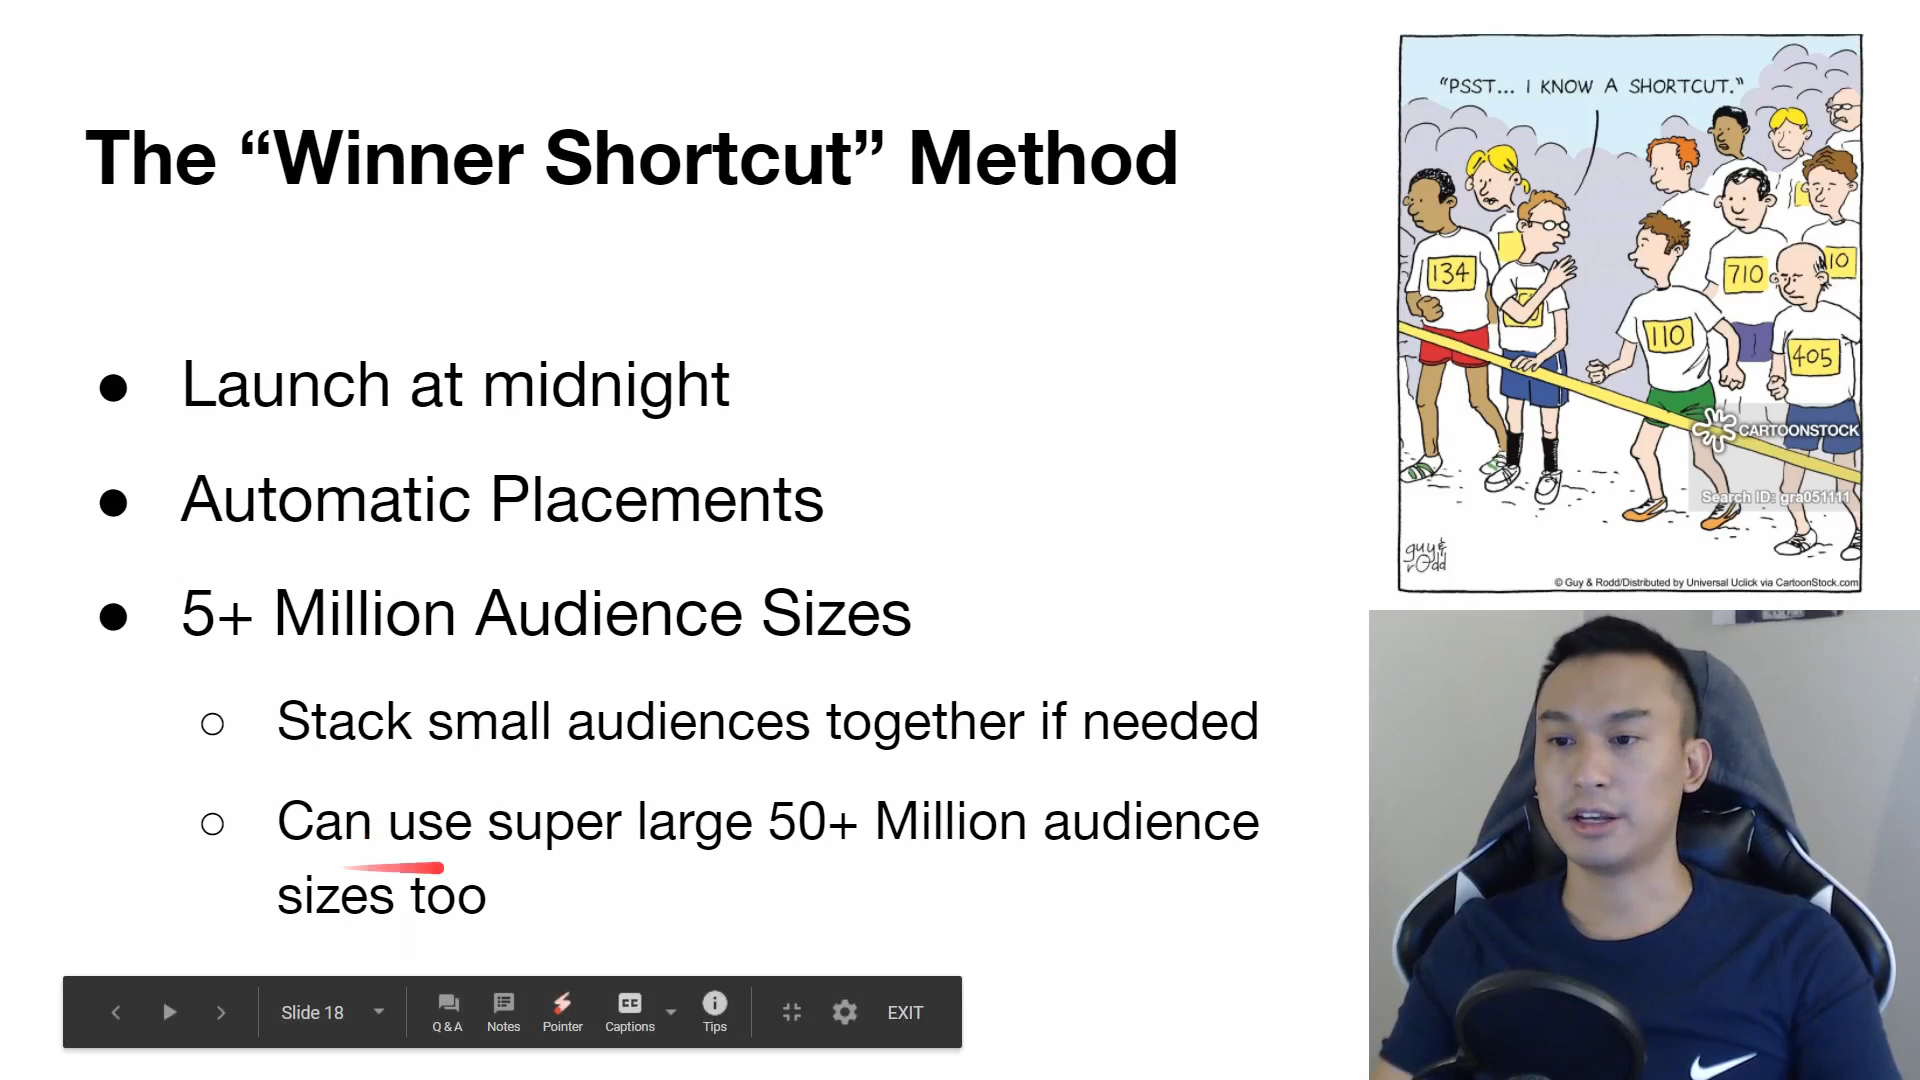 The “Winner Shortcut” Method
● Launch at midnight
● Automatic Placements
● 5+ Million Audience Sizes
○ Stack small audiences together if needed
○ Can use super large 50+ Million audience
sizes too
“PSST... I KNOW A SHORTCUT.”
134
110
710
10
405
CARTOONSTOCK
Search ID: gra051111
guy &
rodd
© Guy & Rodd/Distributed by Universal Uclick via CartoonStock.com
Slide 18
Q & A
Notes
Pointer
CC
Captions
Tips
EXIT